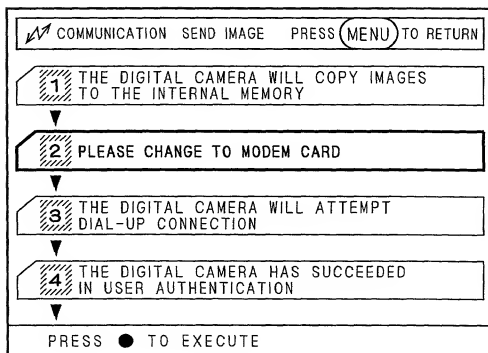 COMMUNICATION SEND IMAGE PRESS MENU TO RETURN
1 THE DIGITAL CAMERA WILL COPY IMAGES
TO THE INTERNAL MEMORY
2 PLEASE CHANGE TO MODEM CARD
3 THE DIGITAL CAMERA WILL ATTEMPT
DIAL-UP CONNECTION
4 THE DIGITAL CAMERA HAS SUCCEEDED
IN USER AUTHENTICATION
PRESS ● TO EXECUTE